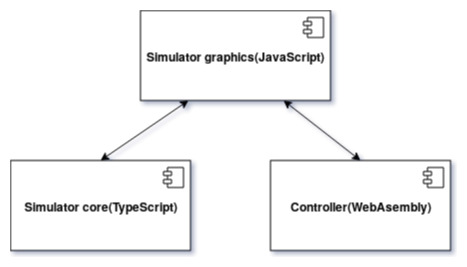 Simulator graphics(JavaScript)
Simulator core(TypeScript)
Controller(WebAsembly)